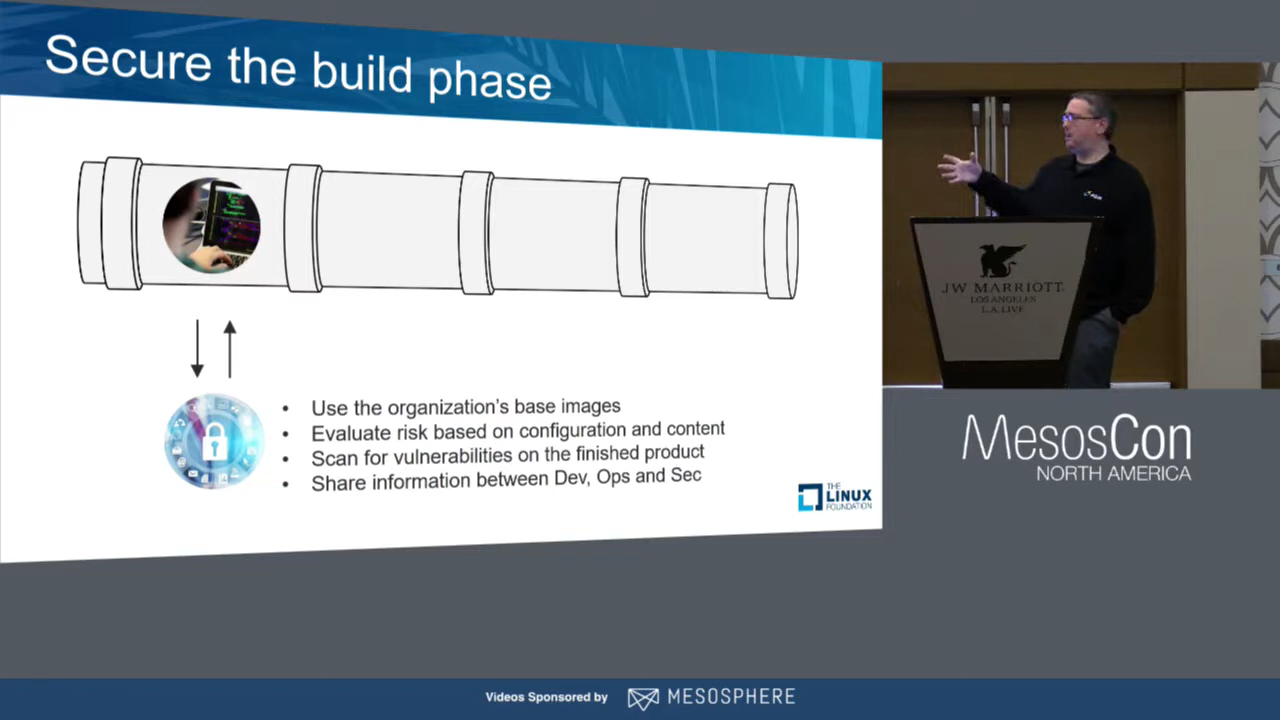 Secure the build phase
• Use the organization's base images
• Evaluate risk based on configuration and content
• Scan for vulnerabilities on the finished product
• Share information between Dev, Ops and Sec
THE
LINUX
FOUNDATION
JW MARRIOTT
LOS ANGELES
L.A. LIVE
MesosCon
NORTH AMERICA
Videos Sponsored by
MESOSPHERE